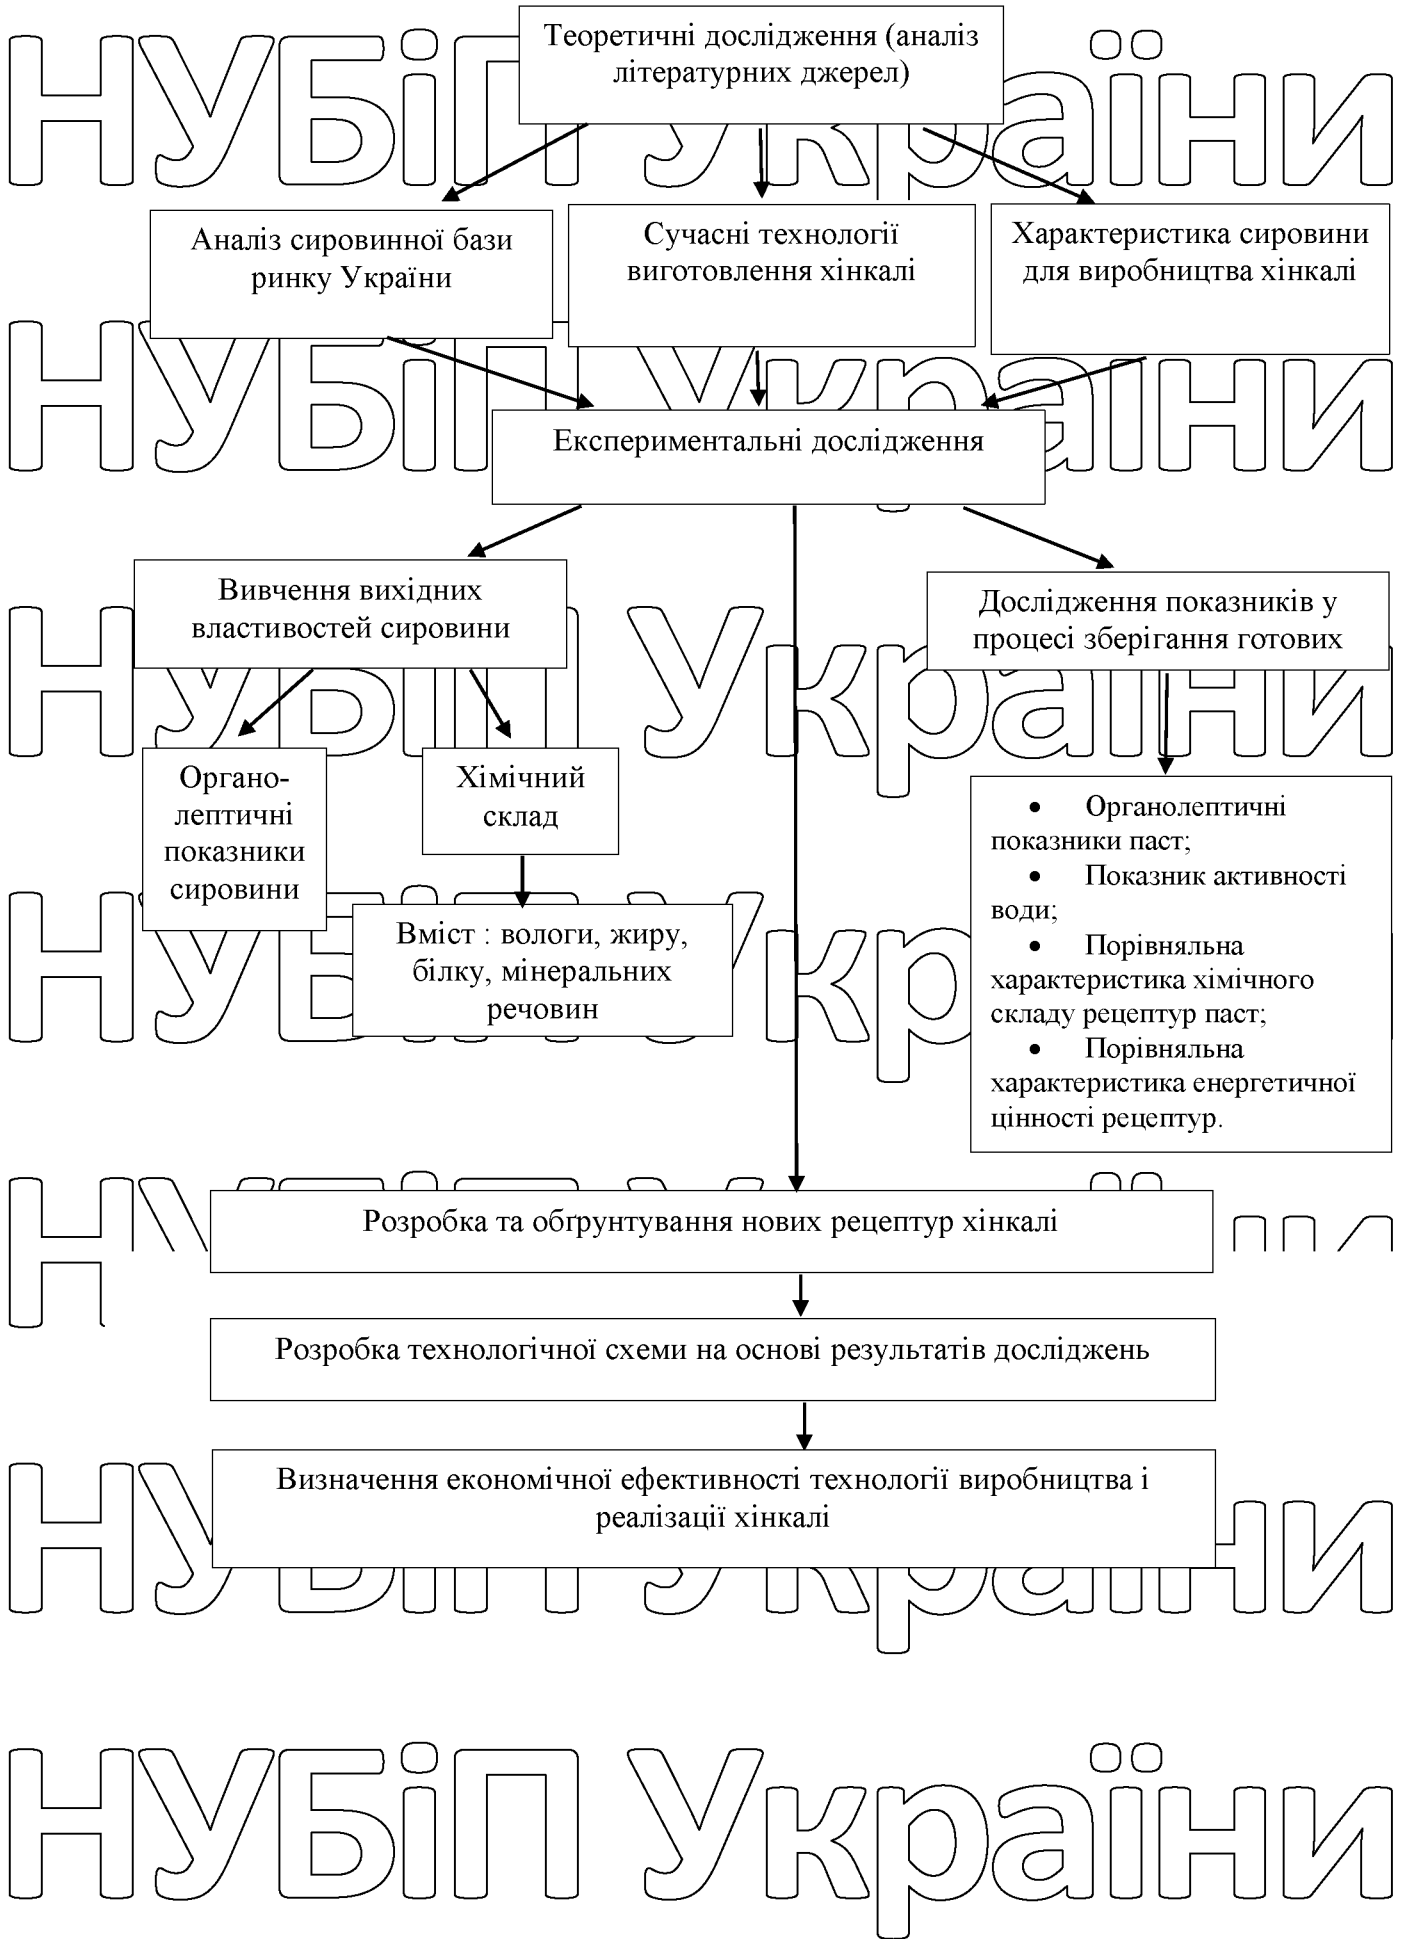 НУБіП України
Теоретичні дослідження (аналіз
літературних джерел)
Аналіз сировинної бази
ринку України
Сучасні технології
виготовлення хінкалі
Характеристика сировини
для виробництва хінкалі
НУБіП України
Експериментальні дослідження
Вивчення вихідних
властивостей сировини
Дослідження показників у
процесі зберігання готових
НУБіП України
Органо-
лептичні
показники
сировини
Хімічний
склад
Вміст : вологи, жиру,
білку, мінеральних
речовин
• Органолептичні
показники паст;
• Показник активності
води;
• Порівняльна
характеристика хімічного
складу рецептур паст;
• Порівняльна
характеристика енергетичної
цінності рецептур.
НУБіП України
НУБіП України
Розробка та обґрунтування нових рецептур хінкалі
Розробка технологічної схеми на основі результатів досліджень
Визначення економічної ефективності технології виробництва і
реалізації хінкалі
НУБіП України
НУБіП України